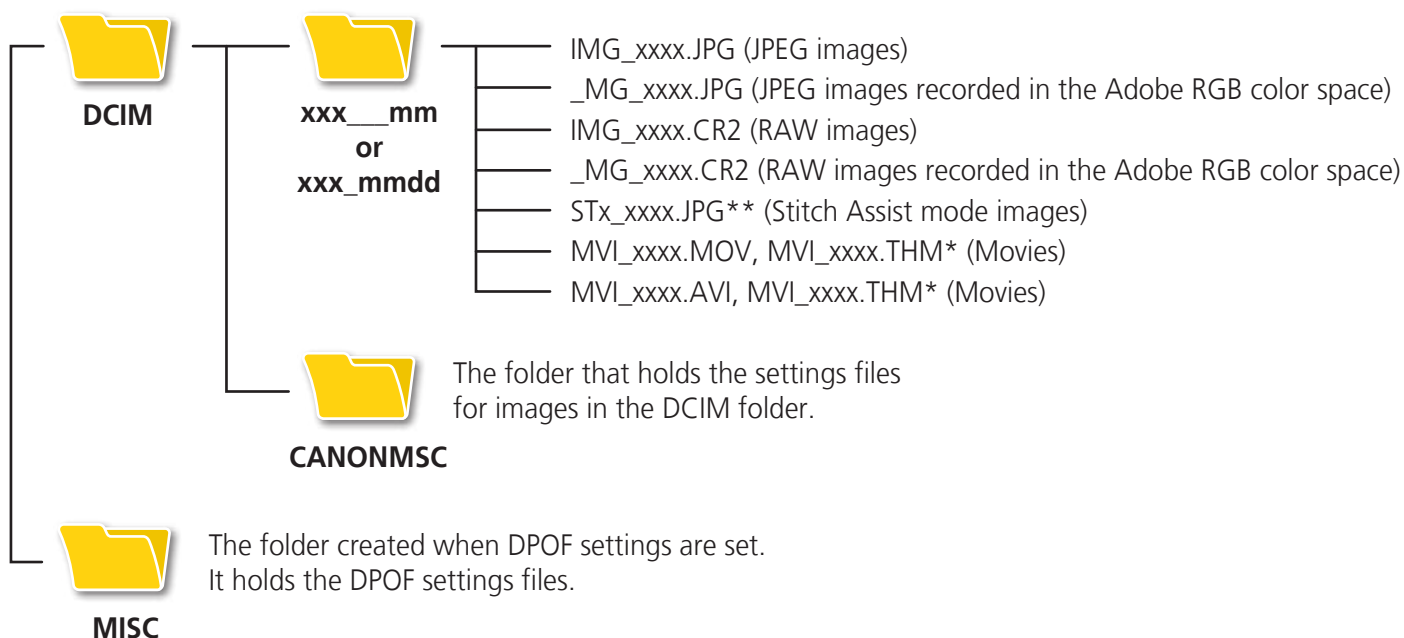 DCIM
xxx___mm
or
xxx_mmdd
IMG_xxxx.JPG (JPEG images)
_MG_xxxx.JPG (JPEG images recorded in the Adobe RGB color space)
IMG_xxxx.CR2 (RAW images)
_MG_xxxx.CR2 (RAW images recorded in the Adobe RGB color space)
STx_xxxx.JPG** (Stitch Assist mode images)
MVI_xxxx.MOV, MVI_xxxx.THM* (Movies)
MVI_xxxx.AVI, MVI_xxxx.THM* (Movies)
CANONMSC
The folder that holds the settings files
for images in the DCIM folder.
MISC
The folder created when DPOF settings are set.
It holds the DPOF settings files.